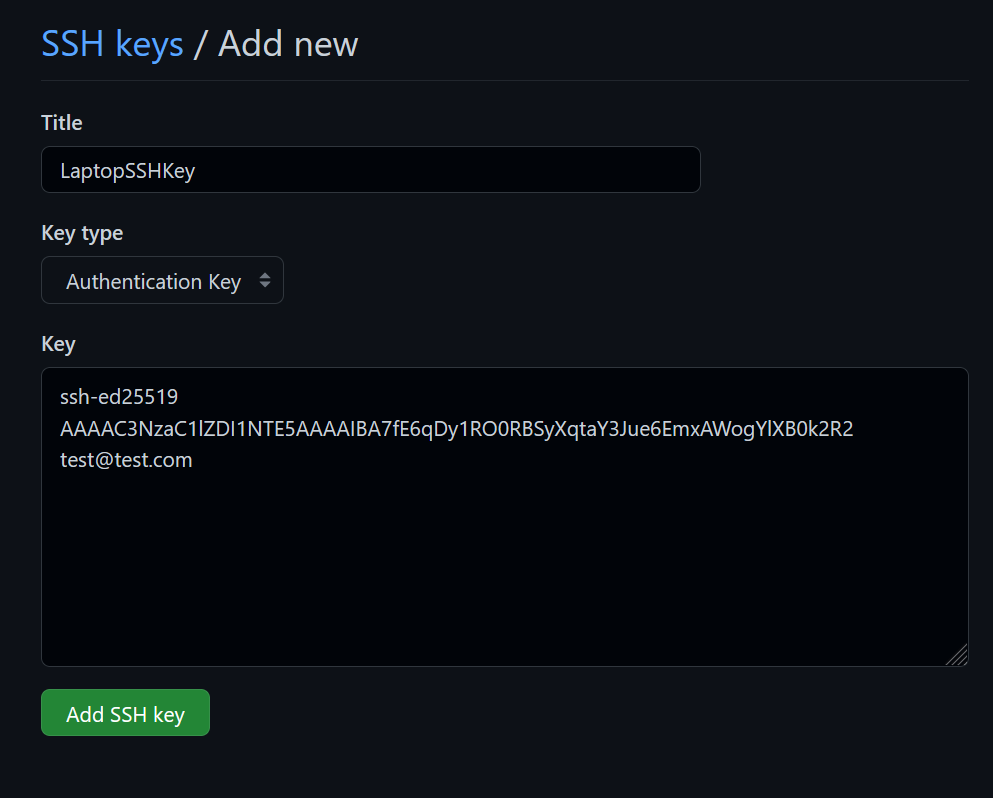 SSH keys / Add new
Title
LaptopSSHKey
Key type
Authentication Key
Key
ssh-ed25519
AAAAC3NzaC1lZDI1NTE5AAAAIBA7fE6qDy1RO0RBSyXqtaY3Jue6EmxAWogYlXB0k2R2
test@test.com
Add SSH key